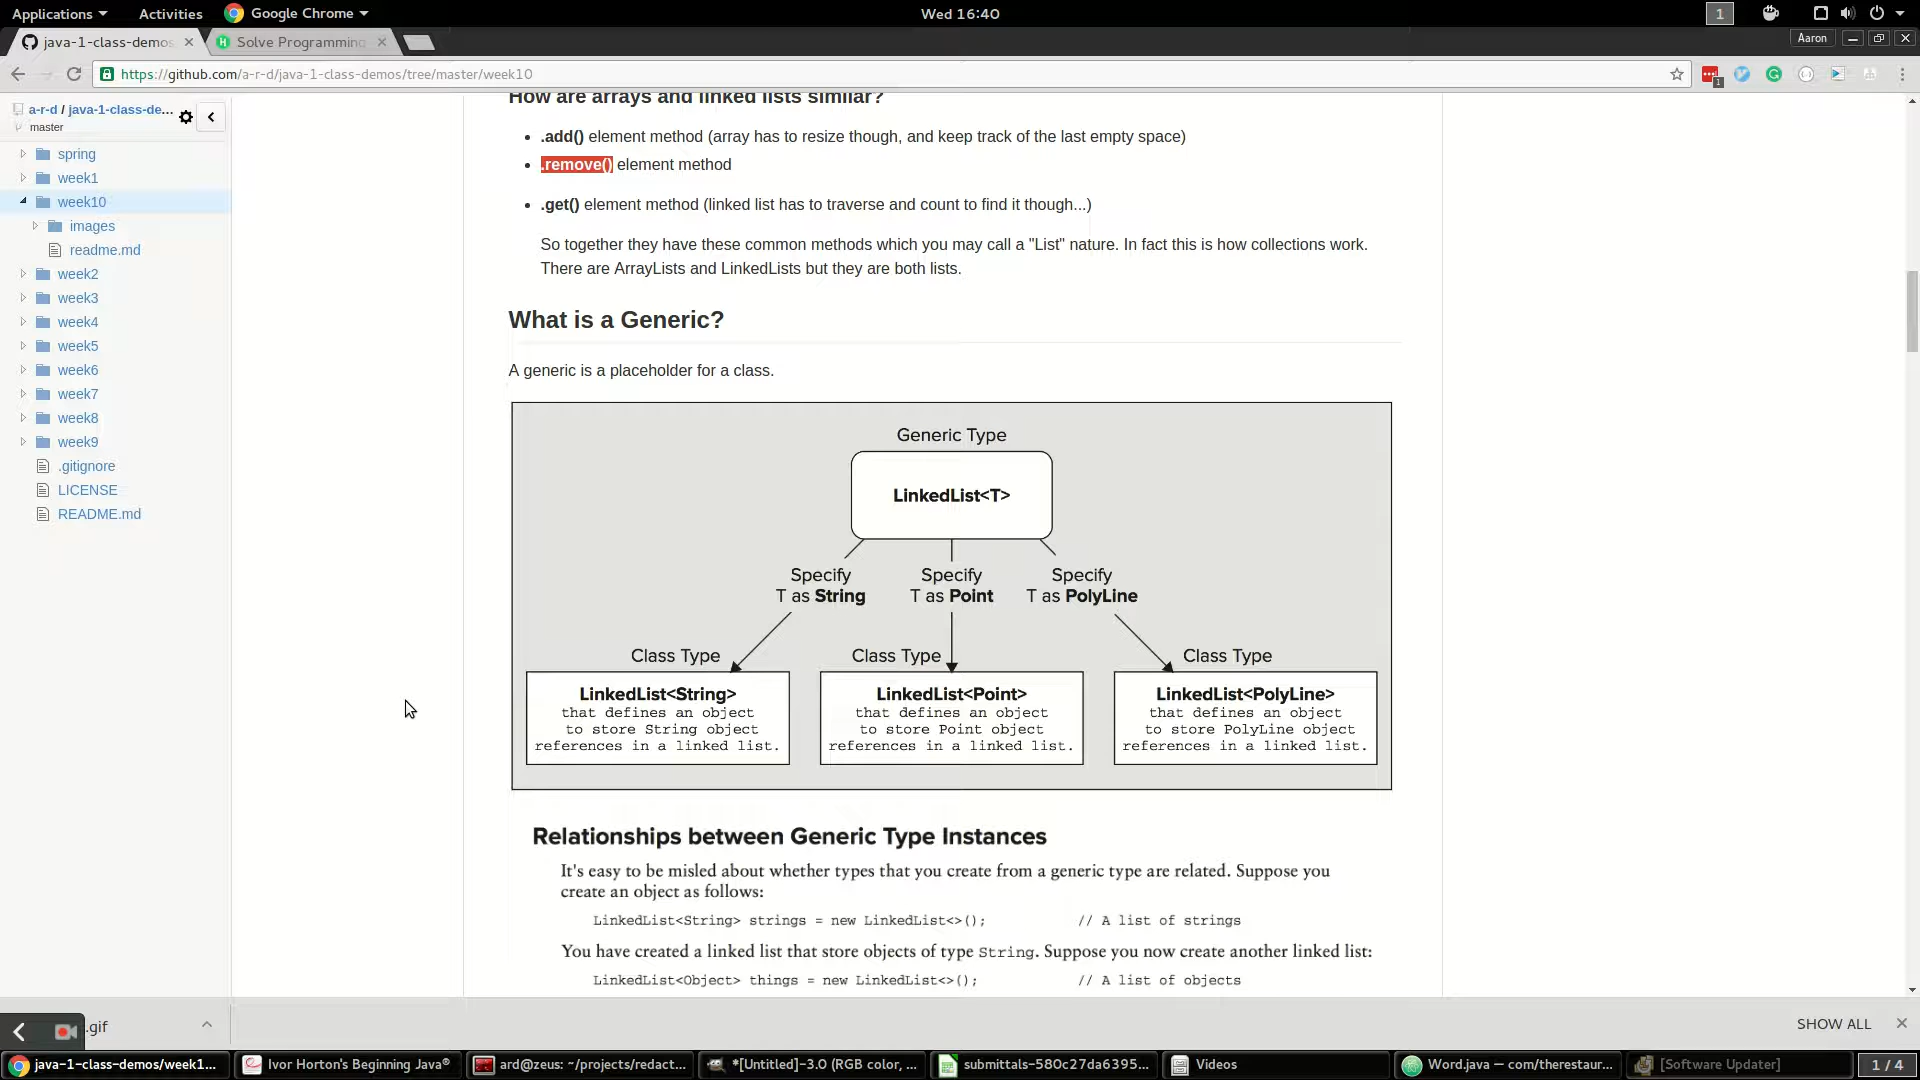 Applications
Activities
Google Chrome
Wed 16:40
1
java-1-class-demos
Solve Programming
Aaron
https://github.com/a-r-d/java-1-class-demos/tree/master/week10
1
a-r-d / java-1-class-de...
master
spring
week1
week10
images
readme.md
week2
week3
week4
week5
week6
week7
week8
week9
.gitignore
LICENSE
README.md
How are arrays and linked lists similar?
.add() element method (array has to resize though, and keep track of the last empty space)
.remove() element method
.get() element method (linked list has to traverse and count to find it though...)
So together they have these common methods which you may call a "List" nature. In fact this is how collections work.
There are ArrayLists and LinkedLists but they are both lists.
What is a Generic?
A generic is a placeholder for a class.
Generic Type
LinkedList<T>
Specify Specify Specify
T as String T as Point T as PolyLine
Class Type Class Type Class Type
LinkedList<String> LinkedList<Point> LinkedList<PolyLine>
that defines an object that defines an object that defines an object
to store String object to store Point object to store PolyLine object
references in a linked list. references in a linked list. references in a linked list.
Relationships between Generic Type Instances
It's easy to be misled about whether types that you create from a generic type are related. Suppose you
create an object as follows:
LinkedList<String> strings = new LinkedList<>(); // A list of strings
You have created a linked list that store objects of type String. Suppose you now create another linked list:
LinkedList<Object> things = new LinkedList<>(); // A list of objects
.gif
SHOW ALL
java-1-class-demos/week1...
Ivor Horton's Beginning Java®
ard@zeus: ~/projects/redact...
*[Untitled]-3.0 (RGB color, ...
submittals-580c27da6395...
Videos
Word.java — com/therestaur...
[Software Updater]
1 / 4